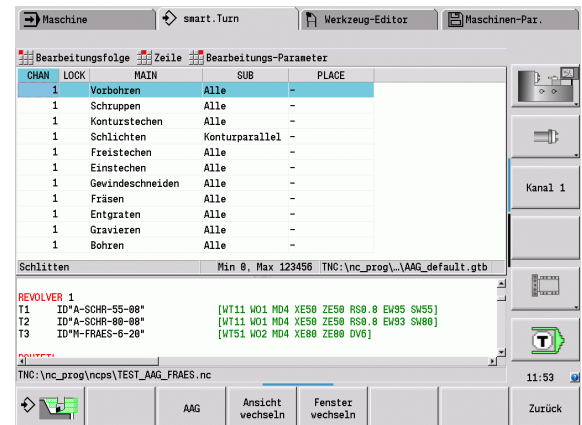 Maschine smart.Turn Werkzeug-Editor Maschinen-Par.
Bearbeitungsfolge Zeile Bearbeitungs-Parameter
CHAN LOCK MAIN SUB PLACE
1 Vorbohren Alle -
1 Schruppen Alle -
1 Konturstechen Alle -
1 Schlichten Konturparallel -
1 Freistechen Alle -
1 Einstechen Alle -
1 Gewindeschneiden Alle -
1 Fräsen Alle -
1 Entgraten Alle -
1 Gravieren Alle -
1 Bohren Alle -
Schlitten Min 0, Max 123456 TNC:\nc_prog\…\AAG_default.gtb
REVOLVER 1
T1 ID"A-SCHR-55-08" [WT11 WO1 MD4 XE50 ZE50 RS0.8 EW95 SW55]
T2 ID"A-SCHR-80-08" [WT11 WO1 MD4 XE50 ZE50 RS0.8 EW93 SW80]
T3 ID"M-FRAES-6-20" [WT51 WO2 MD4 XE80 ZE80 DV6]
TNC:\nc_prog\ncps\TEST_AAG_FRAES.nc
Kanal 1
T
11:53
AAG
Ansicht wechseln
Fenster wechseln
Zurück